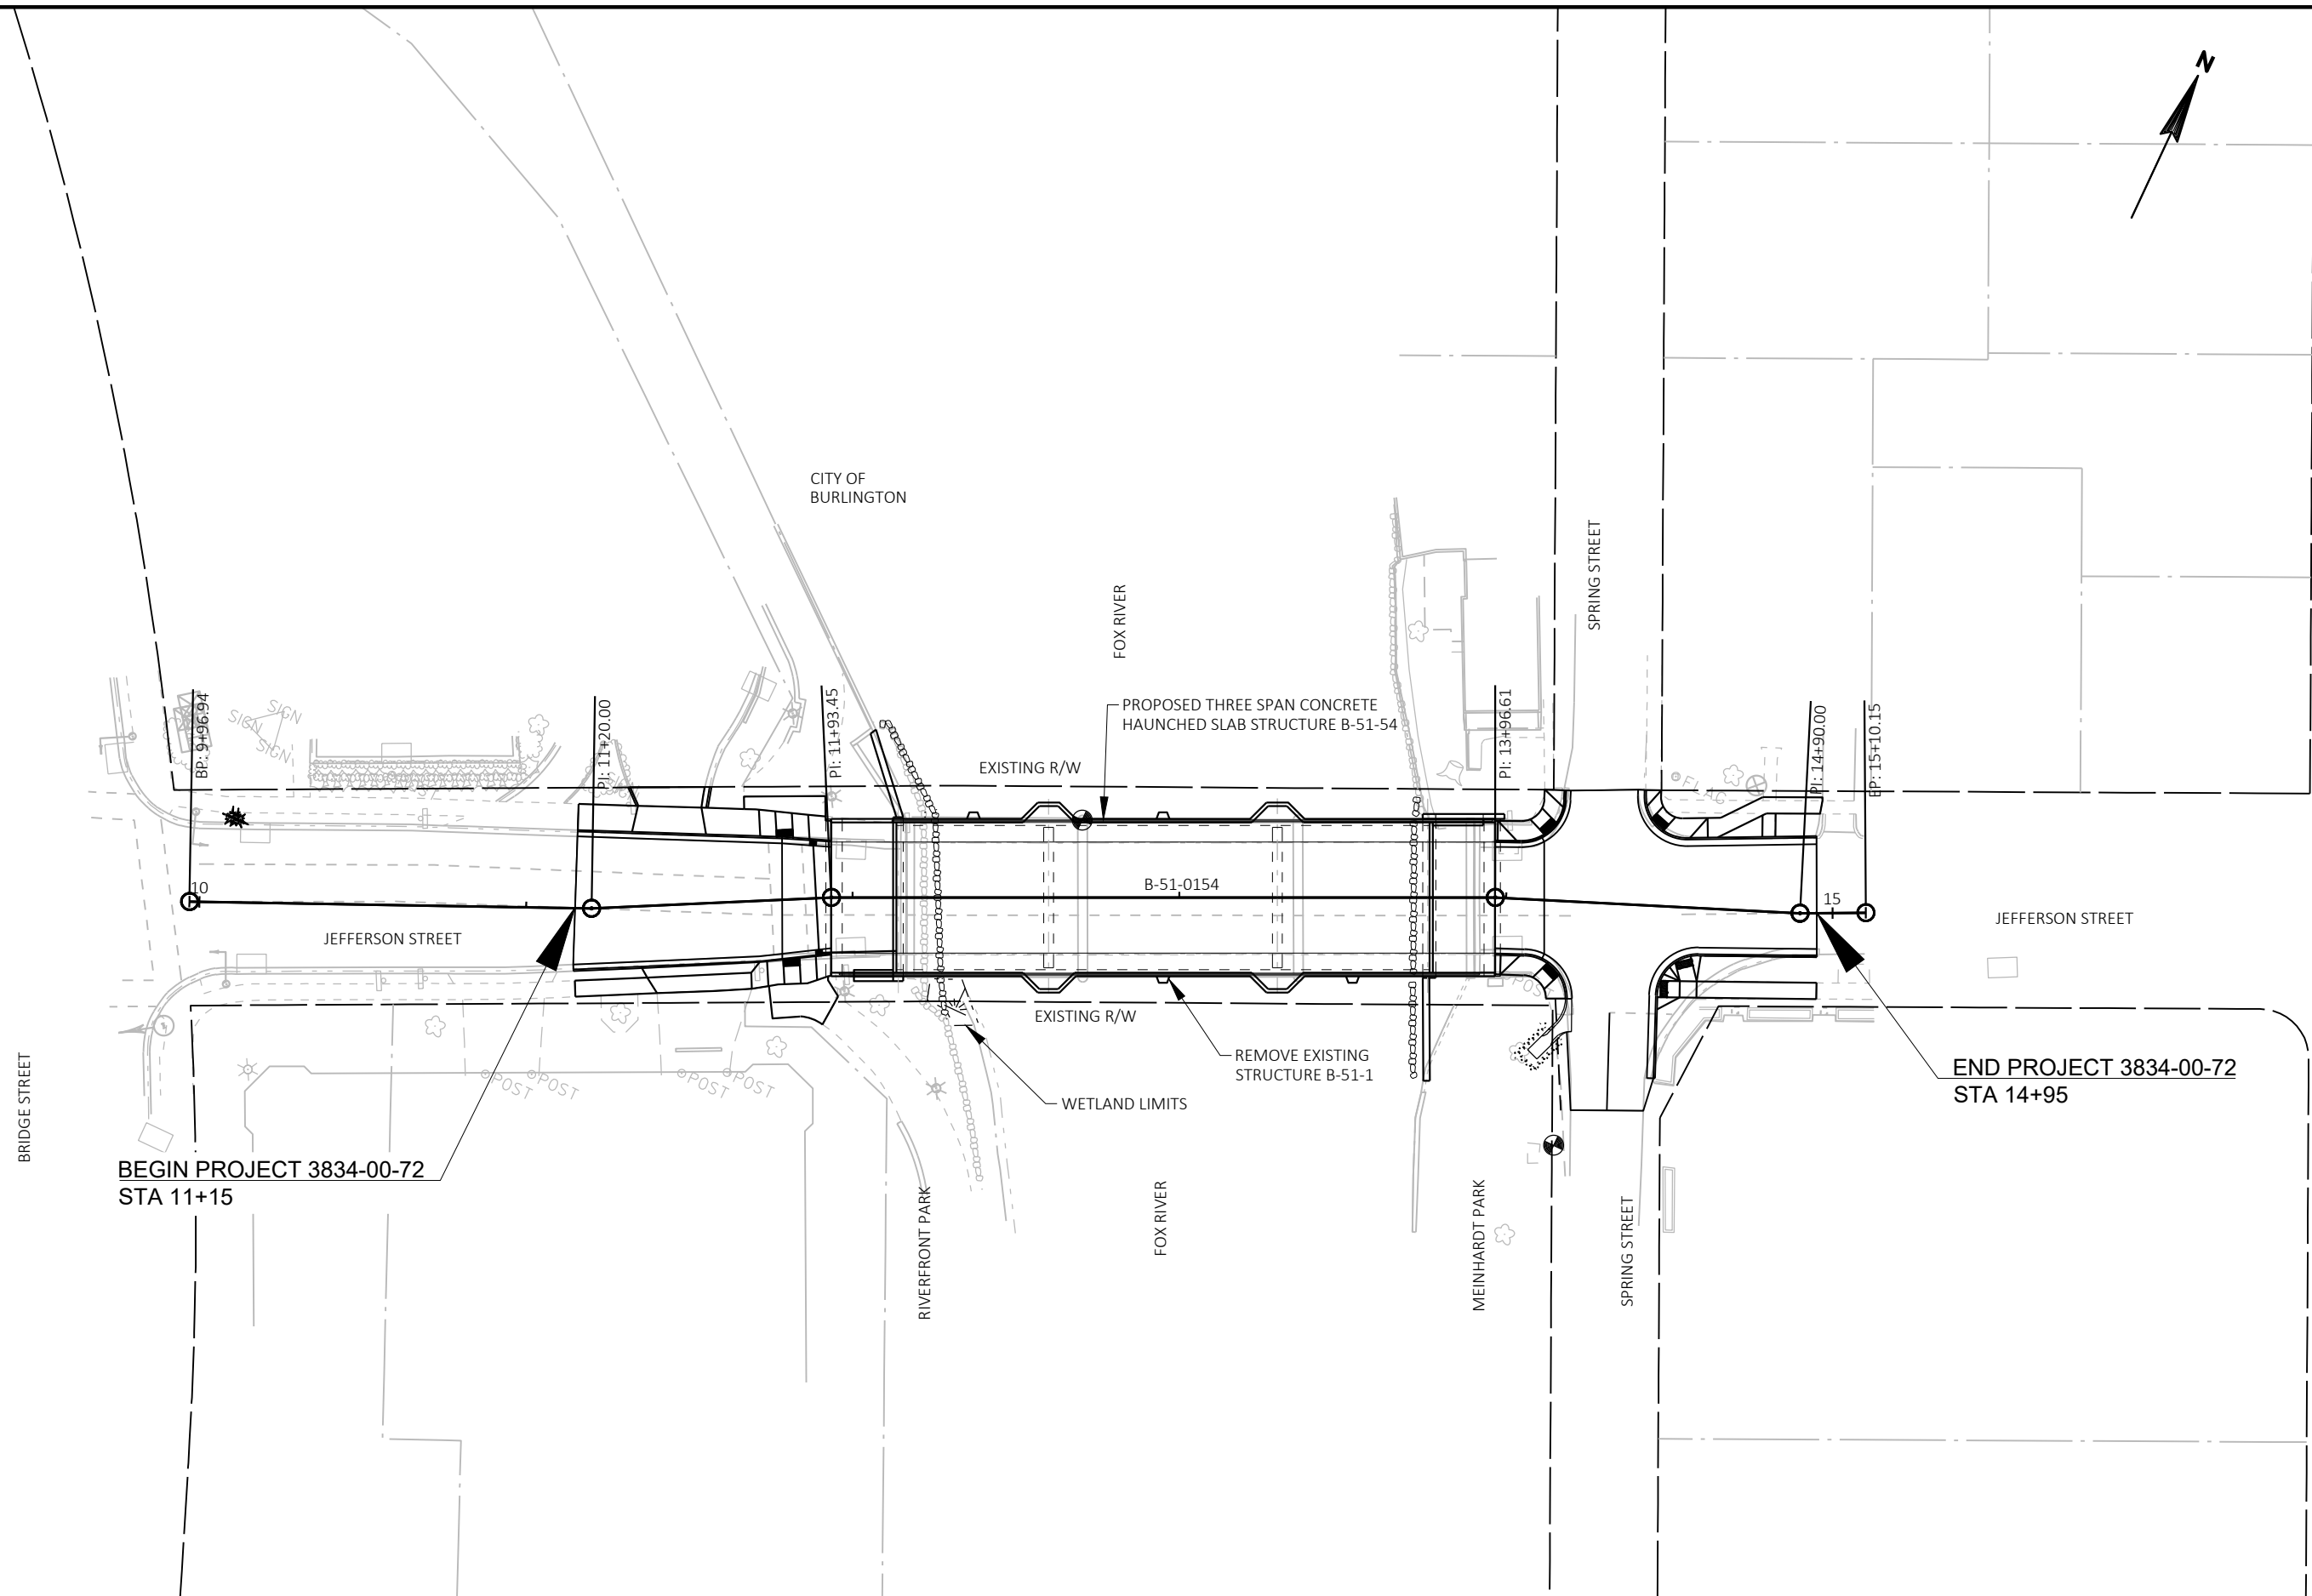 N
CITY OF
BURLINGTON
SPRING STREET
FOX RIVER
PROPOSED THREE SPAN CONCRETE
HAUNCHED SLAB STRUCTURE B-51-54
EXISTING R/W
SIGN
SIGN
SIGN
BP: 9+96.94
PI: 11+20.00
PI: 11+93.45
PI: 13+96.61
PI: 14+90.00
EP: 15+10.15
FLAG
10
B-51-0154
15
JEFFERSON STREET
JEFFERSON STREET
POST
EXISTING R/W
REMOVE EXISTING
STRUCTURE B-51-1
WETLAND LIMITS
POST
POST
POST
POST
END PROJECT 3834-00-72
STA 14+95
BRIDGE STREET
BEGIN PROJECT 3834-00-72
STA 11+15
RIVERFRONT PARK
FOX RIVER
MEINHARDT PARK
SPRING STREET